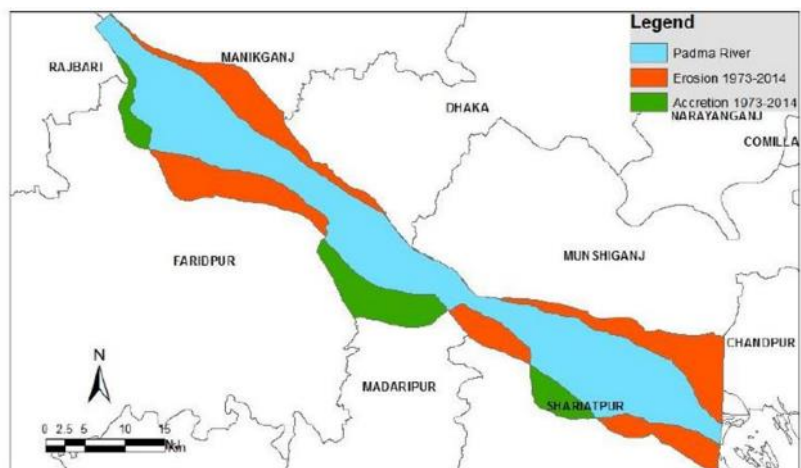 Legend
Padma River
Erosion 1973-2014
Accretion 1973-2014
RAJBARI
MANIKGANJ
DHAKA
NARAYANGANJ
COMILLA
FARIDPUR
MUNSHIGANJ
CHANDPUR
MADARIPUR
SHARIATPUR
N
0 2.5 5 10 15
Km